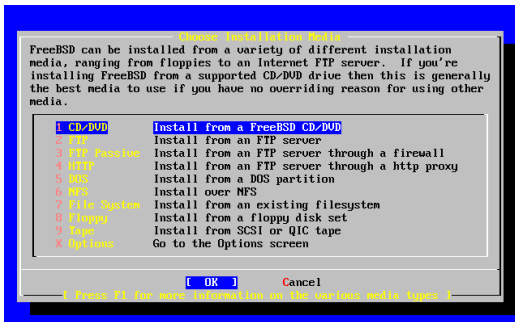 Choose Installation Media
FreeBSD can be installed from a variety of different installation
media, ranging from floppies to an Internet FTP server.  If you're
installing FreeBSD from a supported CD/DVD drive then this is generally
the best media to use if you have no overriding reason for using other
media.
1 CD/DVD Install from a FreeBSD CD/DVD
2 FTP Install from an FTP server
3 FTP Passive Install from an FTP server through a firewall
4 HTTP Install from an FTP server through a http proxy
5 DOS Install from a DOS partition
6 NFS Install over NFS
7 File System Install from an existing filesystem
8 Floppy Install from a floppy disk set
9 Tape Install from SCSI or QIC tape
X Options Go to the Options screen
[ OK ] Cancel
[ Press F1 for more information on the various media types ]